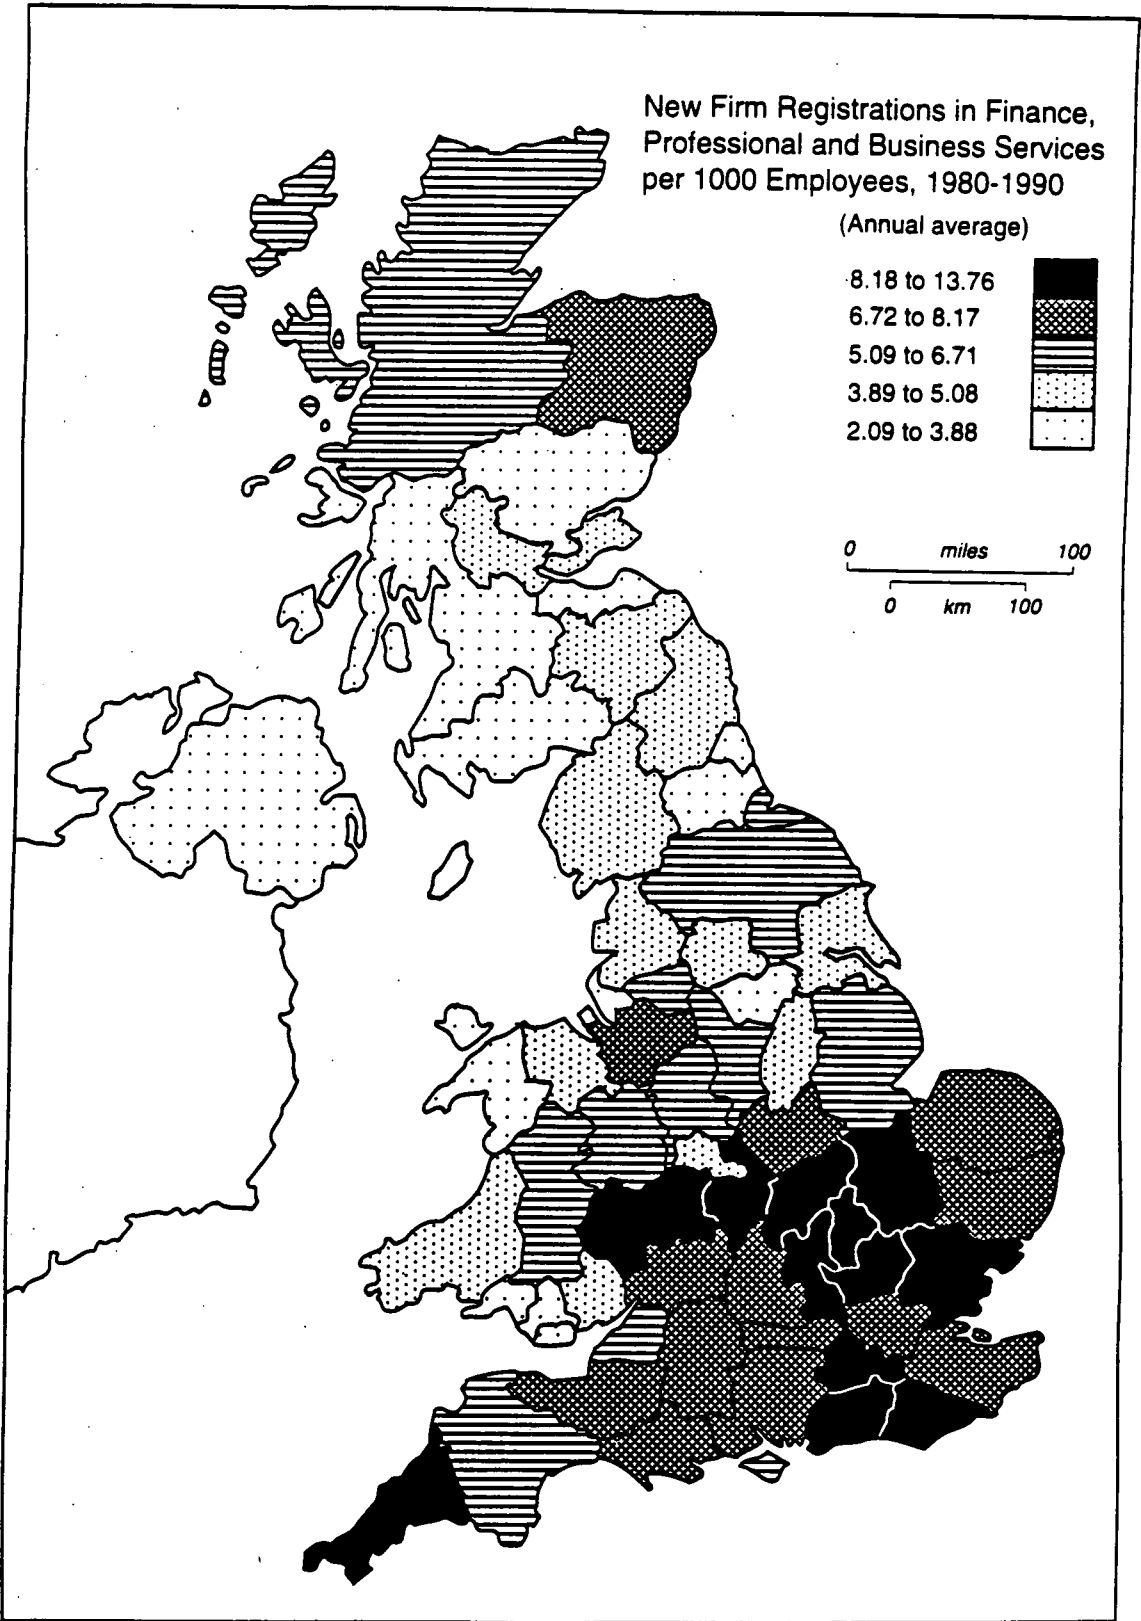 New Firm Registrations in Finance,
Professional and Business Services
per 1000 Employees, 1980-1990
(Annual average)
8.18 to 13.76
6.72 to 8.17
5.09 to 6.71
3.89 to 5.08
2.09 to 3.88
0 miles 100
0 km 100